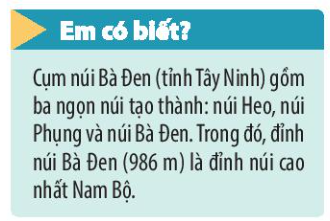 Em có biết?
Cụm núi Bà Đen (tỉnh Tây Ninh) gồm
ba ngọn núi tạo thành: núi Heo, núi
Phụng và núi Bà Đen. Trong đó, đỉnh
núi Bà Đen (986 m) là đỉnh núi cao
nhất Nam Bộ.